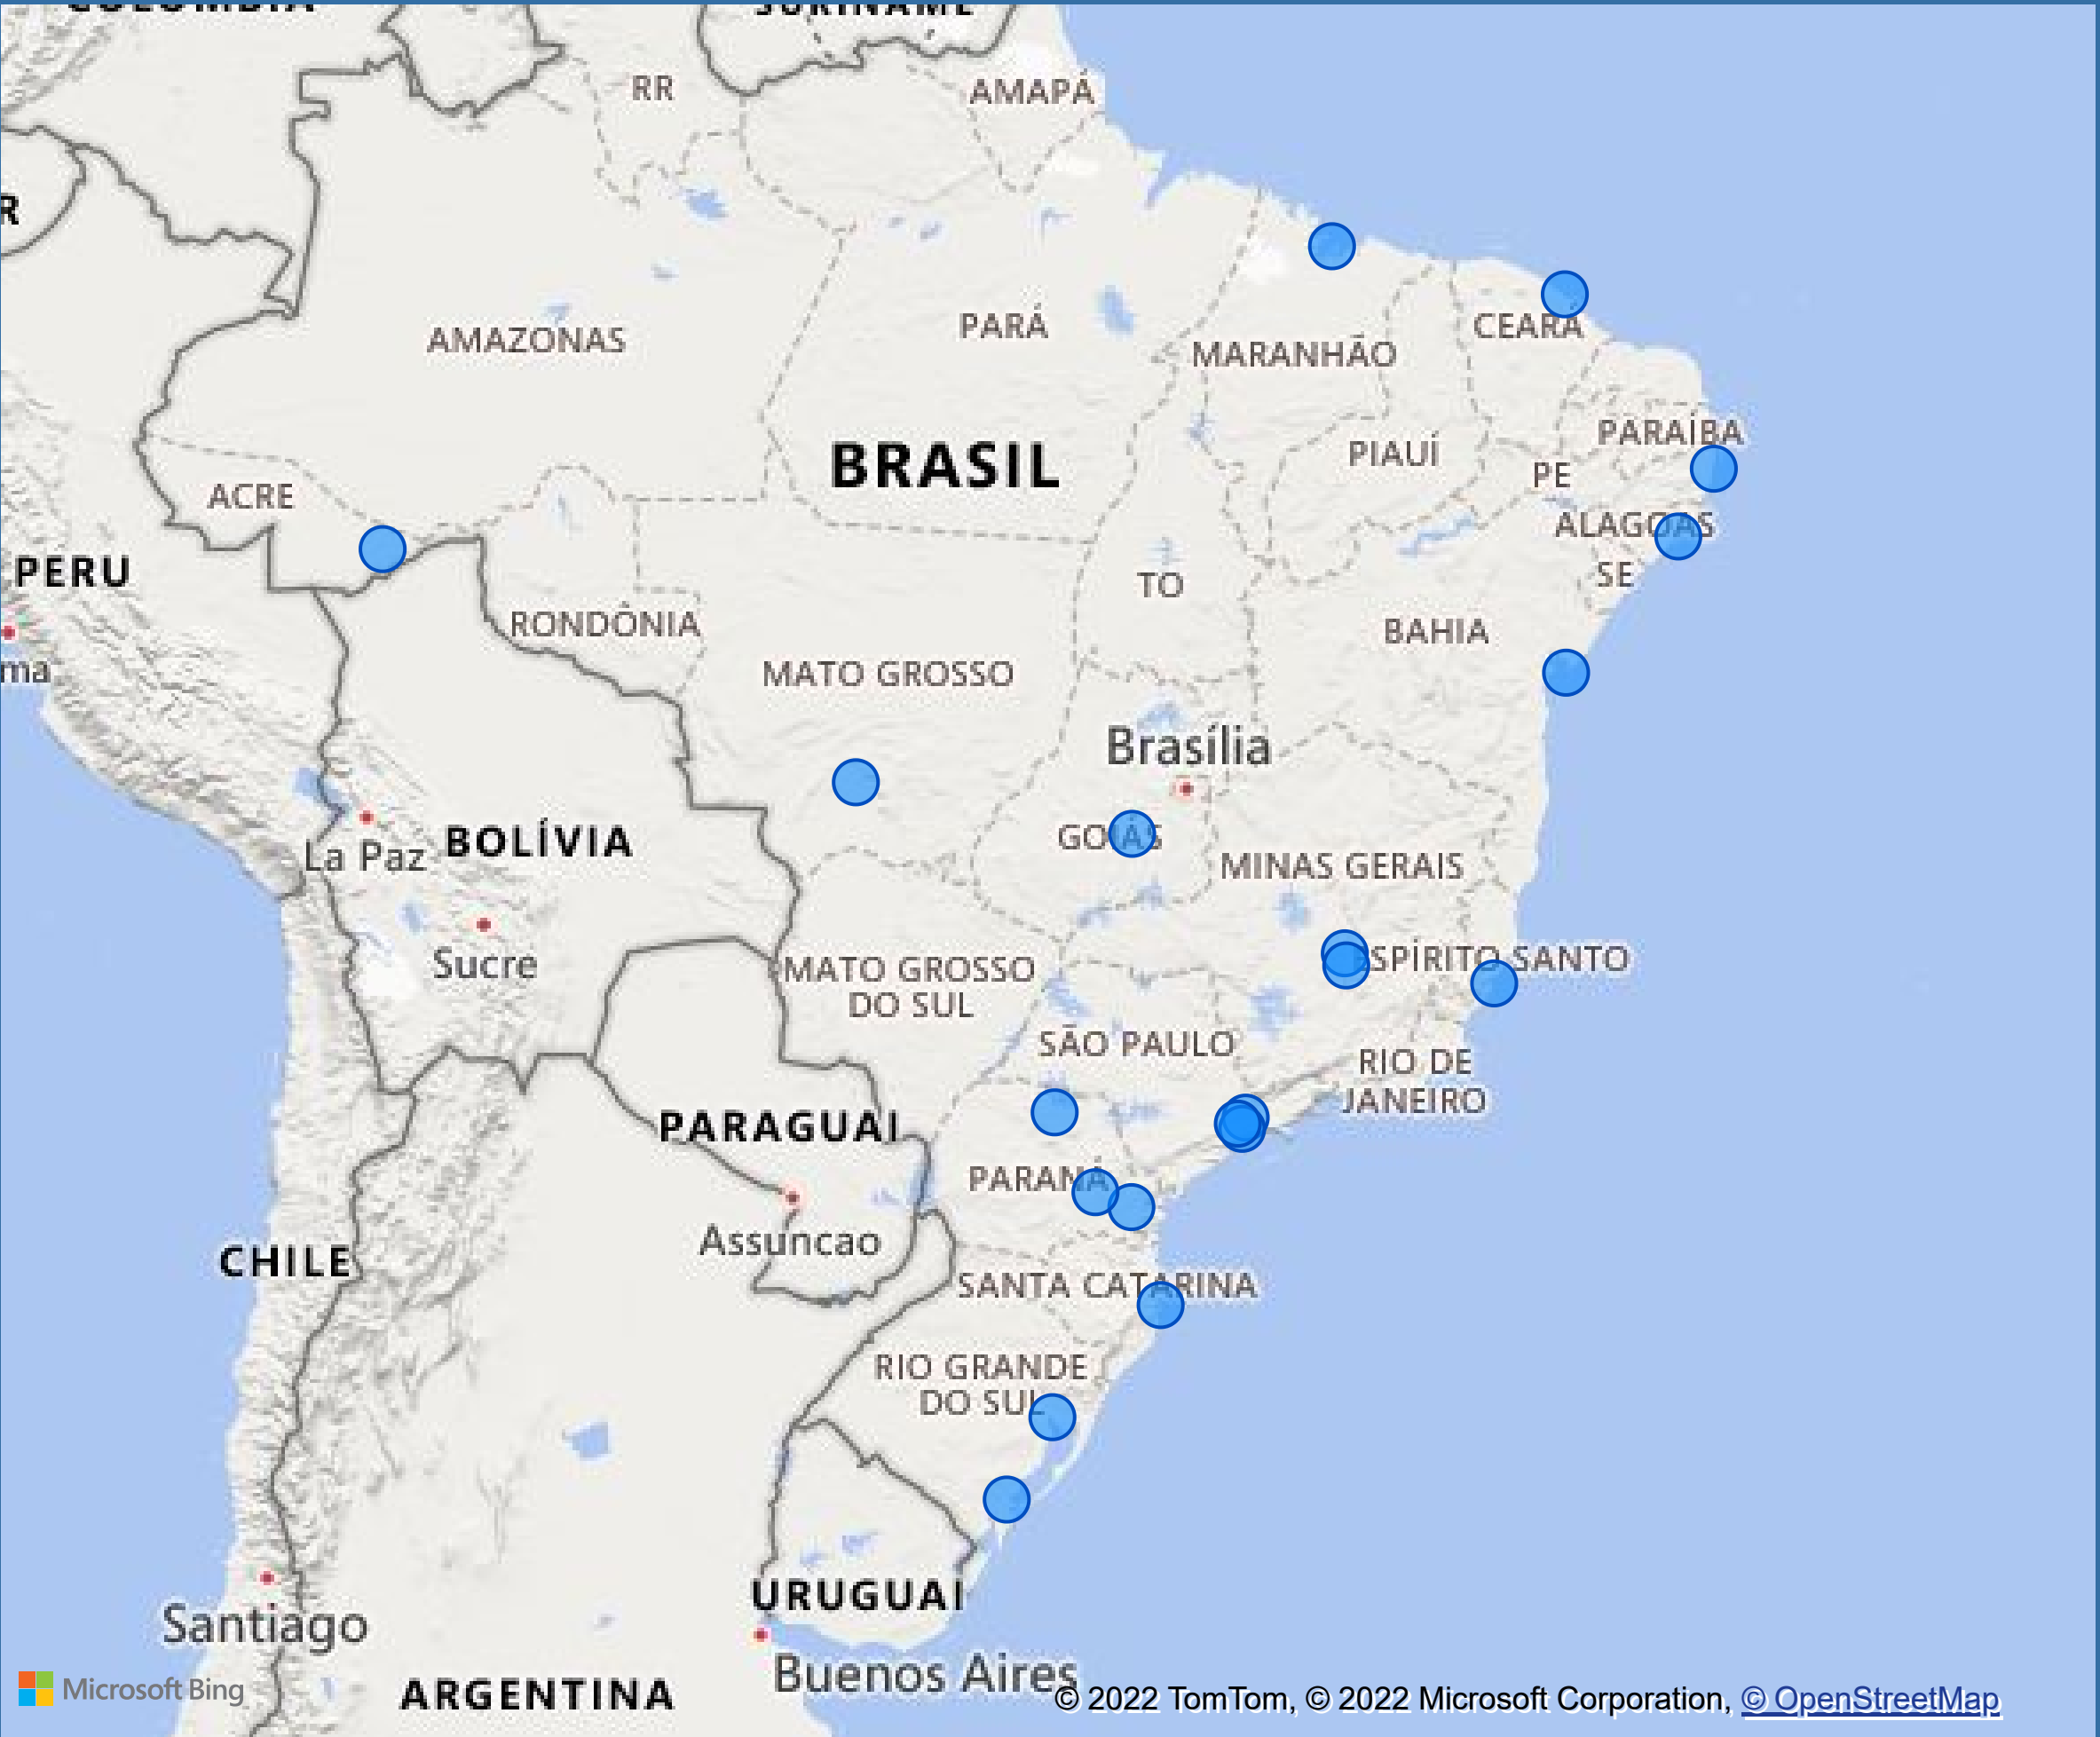 COLOMBIA
SURINAME
RR
AMAPÁ
R
AMAZONAS
PARÁ
MARANHÃO
CEARÁ
BRASIL
PARAÍBA
PIAUÍ
PE
ACRE
ALAGOAS
PERU
SE
TO
RONDÔNIA
BAHIA
ma
MATO GROSSO
Brasília
La Paz
BOLÍVIA
GOIÁS
MINAS GERAIS
Sucre
ESPÍRITO SANTO
MATO GROSSO
DO SUL
SÃO PAULO
RIO DE
JANEIRO
PARAGUAI
PARANÁ
Assuncao
CHILE
SANTA CATARINA
RIO GRANDE
DO SUL
URUGUAI
Santiago
Buenos Aires
Microsoft Bing
ARGENTINA
© 2022 TomTom, © 2022 Microsoft Corporation, © OpenStreetMap